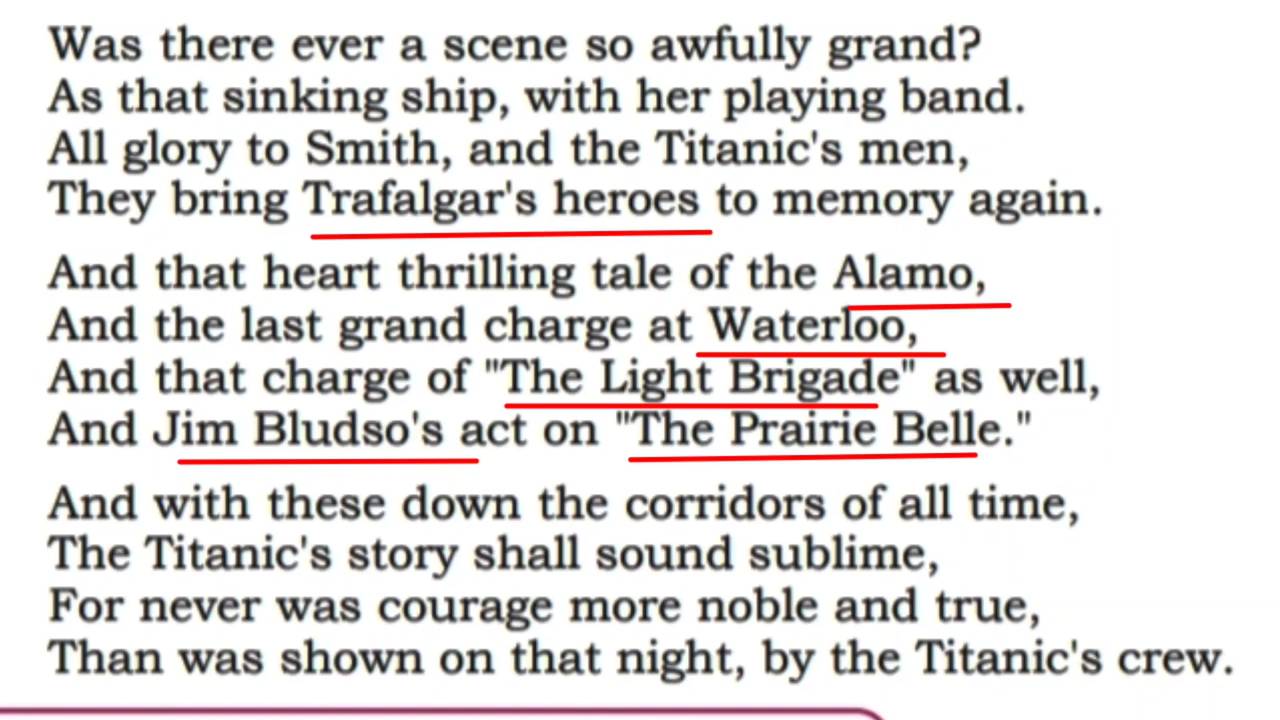 Was there ever a scene so awfully grand?
As that sinking ship, with her playing band.
All glory to Smith, and the Titanic's men,
They bring Trafalgar's heroes to memory again.
And that heart thrilling tale of the Alamo,
And the last grand charge at Waterloo,
And that charge of "The Light Brigade" as well,
And Jim Bludso's act on "The Prairie Belle."
And with these down the corridors of all time,
The Titanic's story shall sound sublime,
For never was courage more noble and true,
Than was shown on that night, by the Titanic's crew.